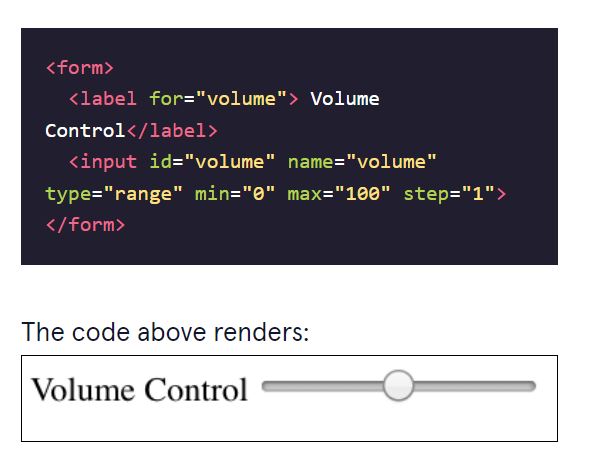 <form>
  <label for="volume"> Volume
Control</label>
  <input id="volume" name="volume"
type="range" min="0" max="100" step="1">
</form>
The code above renders:
Volume Control